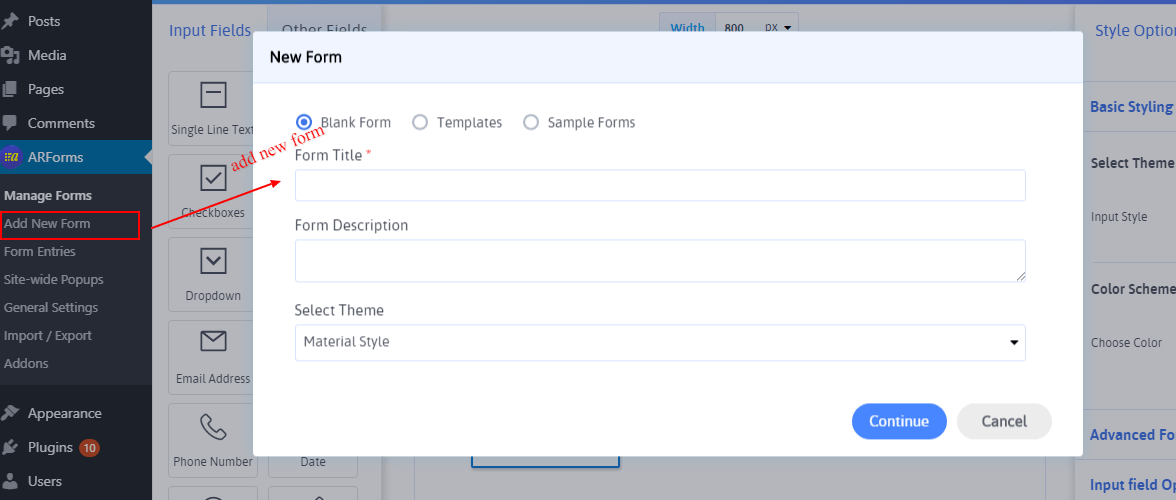 Posts
Media
Pages
Comments
ARForms
Manage Forms
Add New Form
Form Entries
Site-wide Popups
General Settings
Import / Export
Addons
Appearance
Plugins 10
Users
Input Fields
Other Fields
Single Line Text
Checkboxes
Dropdown
Email Address
Phone Number
Date
Width 800 px
New Form
Blank Form Templates Sample Forms
add new form
Form Title *
Form Description
Select Theme
Material Style
Continue Cancel
Style Option
Basic Styling
Select Theme
Input Style
Color Scheme
Choose Color
Advanced Fo
Input field Op